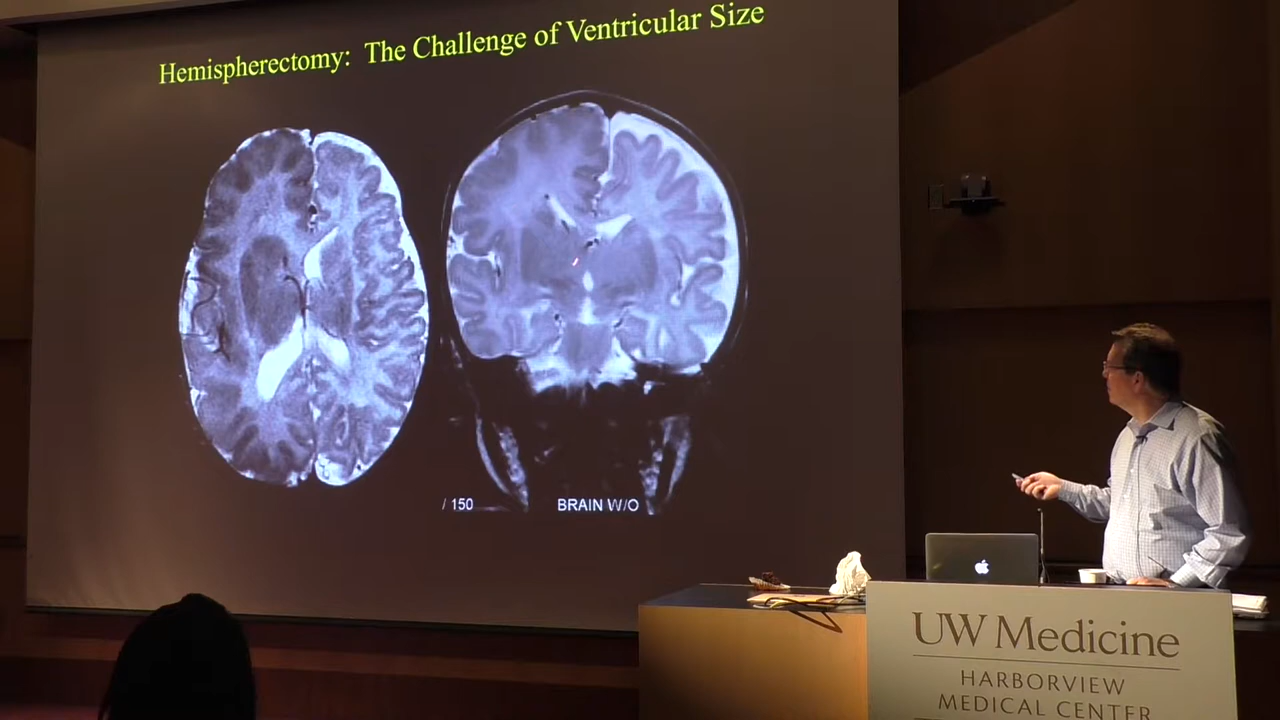 Hemispherectomy: The Challenge of Ventricular Size
/ 150
BRAIN W/O
UW Medicine
HARBORVIEW
MEDICAL CENTER